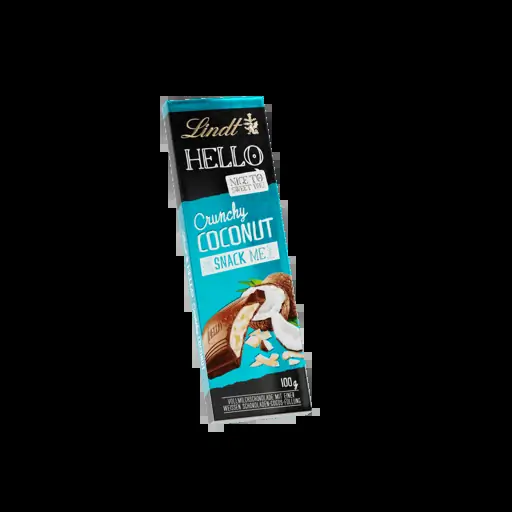 Lindt
HELLO
NICE TO
SWEET YOU
Crunchy
COCONUT
SNACK ME
100g
VOLLMILCHSCHOKOLADE MIT EINER
WEISSEN SCHOKOLADEN-COCOS-FÜLLUNG